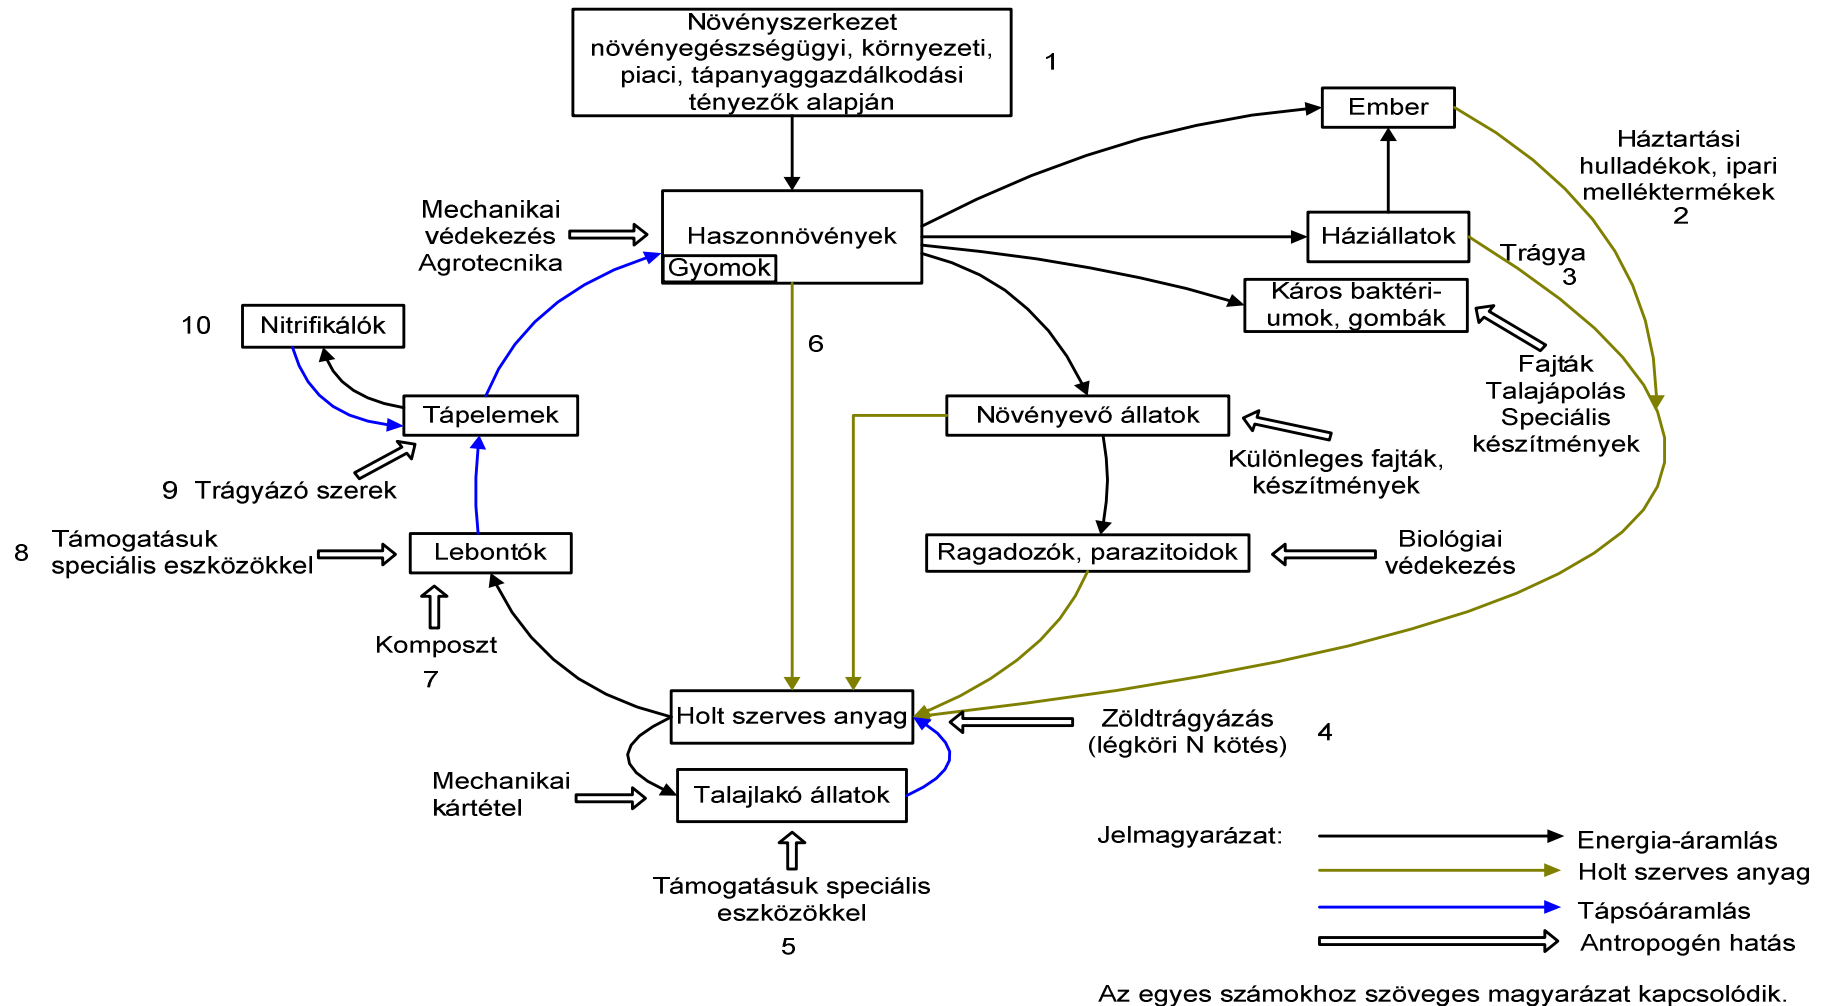 Növényszerkezet
növényegészségügyi, környezeti,
piaci, tápanyaggazdálkodási
tényezők alapján
1
Ember
Háztartási
hulladékok, ipari
melléktermékek
2
Mechanikai
védekezés
Agrotecnika
Haszonnövények
Gyomok
Háziállatok
Trágya
3
Káros baktéri-
umok, gombák
10
Nitrifikálók
6
Fajták
Talajápolás
Speciális
készítmények
Tápelemek
Növényevő állatok
Különleges fajták,
készítmények
9 Trágyázó szerek
8
Támogatásuk
speciális eszközökkel
Lebontók
Ragadozók, parazitoidok
Biológiai
védekezés
Komposzt
7
Holt szerves anyag
Zöldtrágyázás
(légköri N kötés)
4
Mechanikai
kártétel
Talajlakó állatok
Támogatásuk speciális
eszközökkel
5
Jelmagyarázat:
Energia-áramlás
Holt szerves anyag
Tápsóáramlás
Antropogén hatás
Az egyes számokhoz szöveges magyarázat kapcsolódik.